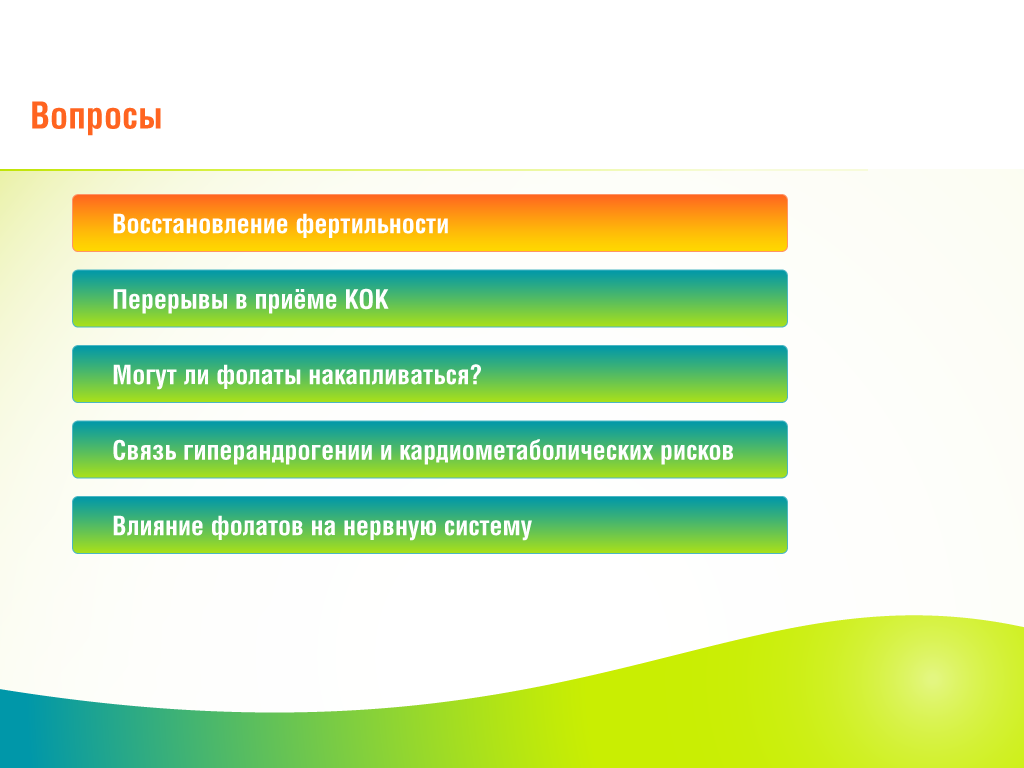 Вопросы
Восстановление фертильности
Перерывы в приёме КОК
Могут ли фолаты накапливаться?
Связь гиперандрогении и кардиометаболических рисков
Влияние фолатов на нервную систему